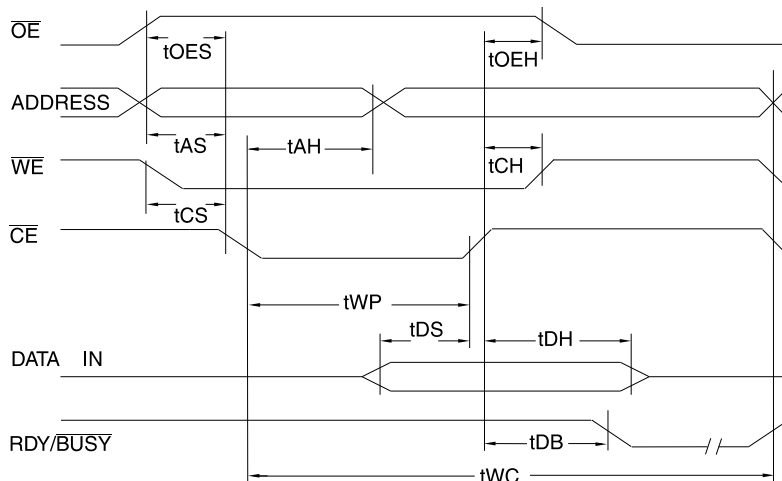 OE
tOES
tOEH
ADDRESS
tAS
tAH
tCH
WE
tCS
CE
tWP
tDS
tDH
DATA IN
RDY/BUSY
tDB
tWC